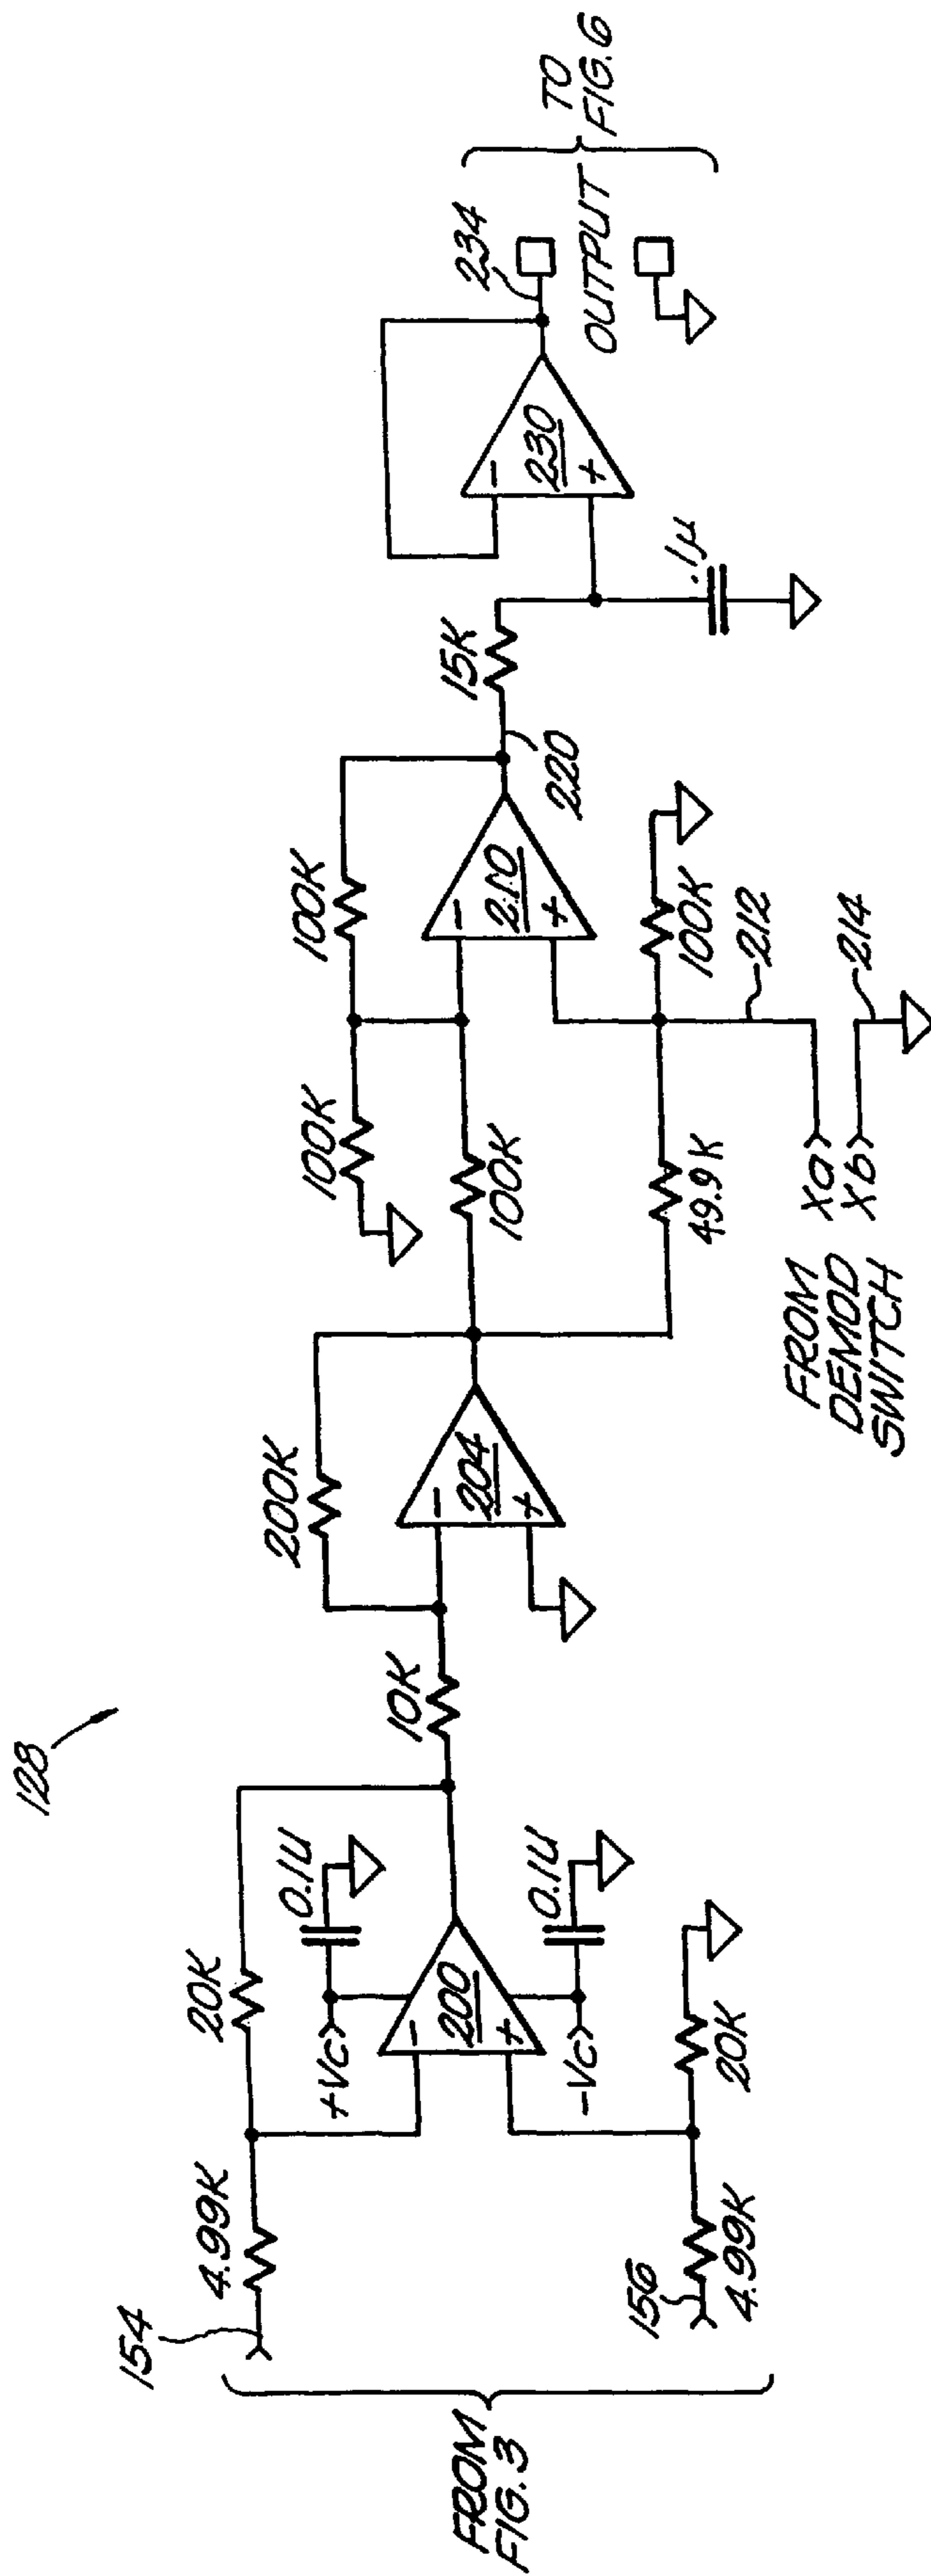 128
FROM
FIG. 3
154
4.99K
20K
+Vc
0.1U
200
-
+
-Vc
0.1U
156
4.99K
20K
10K
200K
204
-
+
100K
100K
100K
49.9K
210
-
+
100K
212
FROM
DEMOD
SWITCH
Xa
Xb
214
220
15K
.1μ
230
-
+
234
OUTPUT
TO
FIG. 6